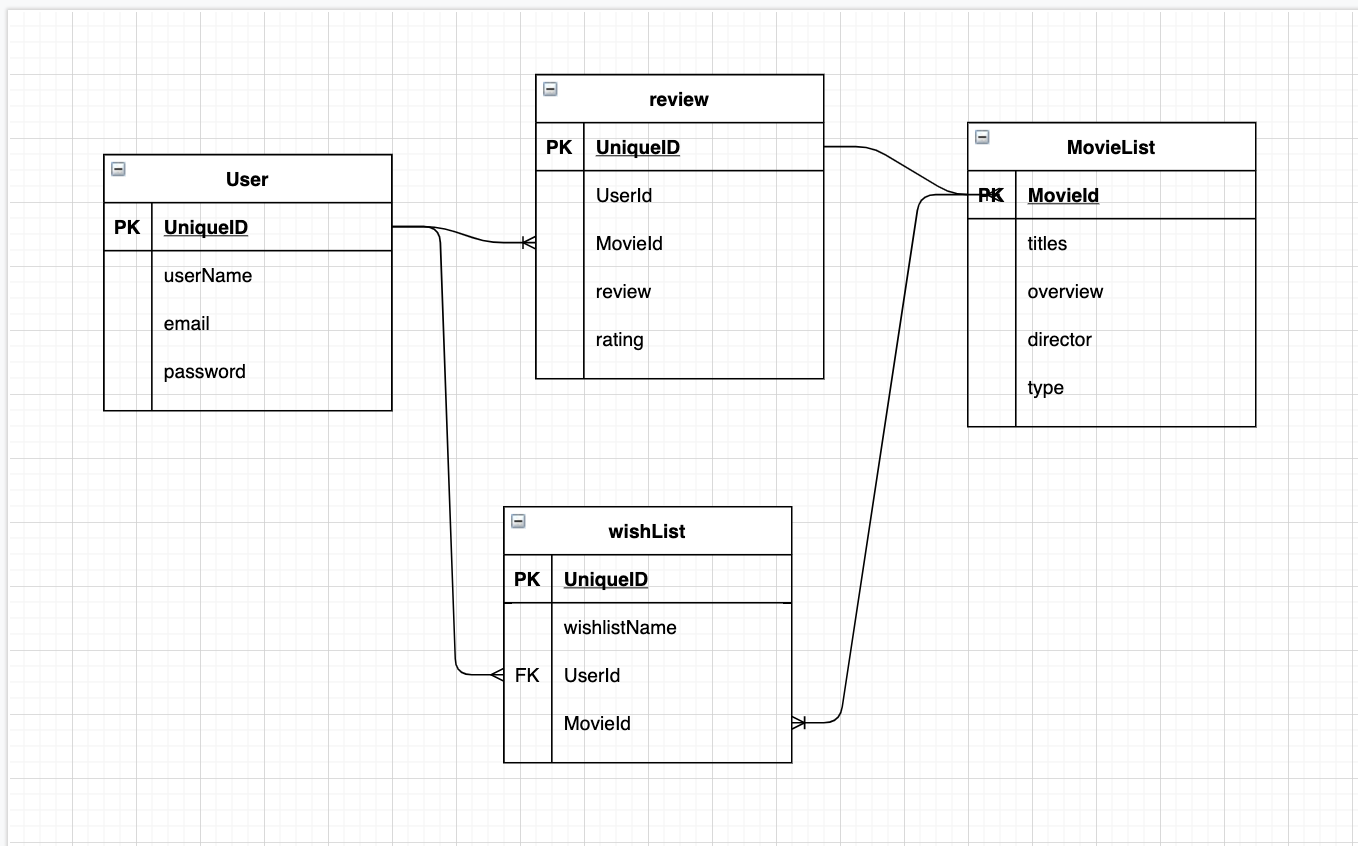 User
PK UniqueID
userName
email
password
review
PK UniqueID
UserId
MovieId
review
rating
MovieList
PK MovieId
titles
overview
director
type
wishList
PK UniqueID
wishlistName
FK UserId
MovieId